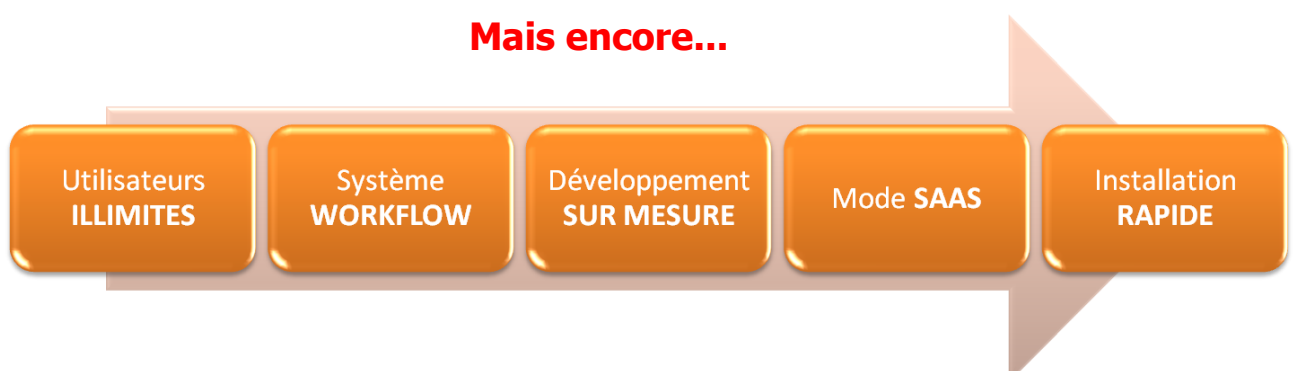 Mais encore...
Utilisateurs
ILLIMITES
Système
WORKFLOW
Développement
SUR MESURE
Mode SAAS
Installation
RAPIDE